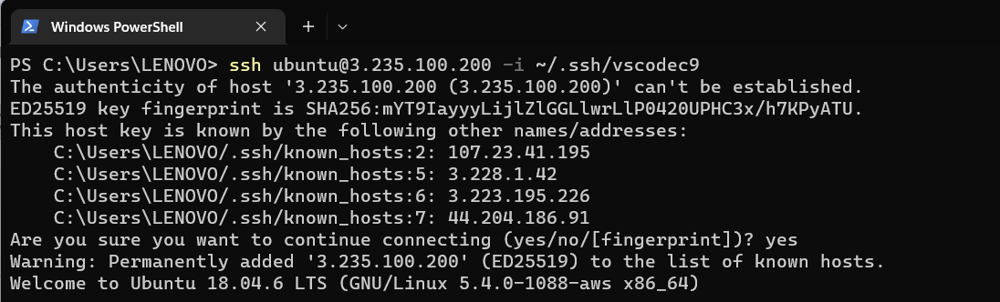 Windows PowerShell
PS C:\Users\LENOVO> ssh ubuntu@3.235.100.200 -i ~/.ssh/vscodec9
The authenticity of host '3.235.100.200 (3.235.100.200)' can't be established.
ED25519 key fingerprint is SHA256:mYT9IayyyLijlZlGGLlwrLlP0420UPHC3x/h7KPyATU.
This host key is known by the following other names/addresses:
    C:\Users\LENOVO/.ssh/known_hosts:2: 107.23.41.195
    C:\Users\LENOVO/.ssh/known_hosts:5: 3.228.1.42
    C:\Users\LENOVO/.ssh/known_hosts:6: 3.223.195.226
    C:\Users\LENOVO/.ssh/known_hosts:7: 44.204.186.91
Are you sure you want to continue connecting (yes/no/[fingerprint])? yes
Warning: Permanently added '3.235.100.200' (ED25519) to the list of known hosts.
Welcome to Ubuntu 18.04.6 LTS (GNU/Linux 5.4.0-1088-aws x86_64)